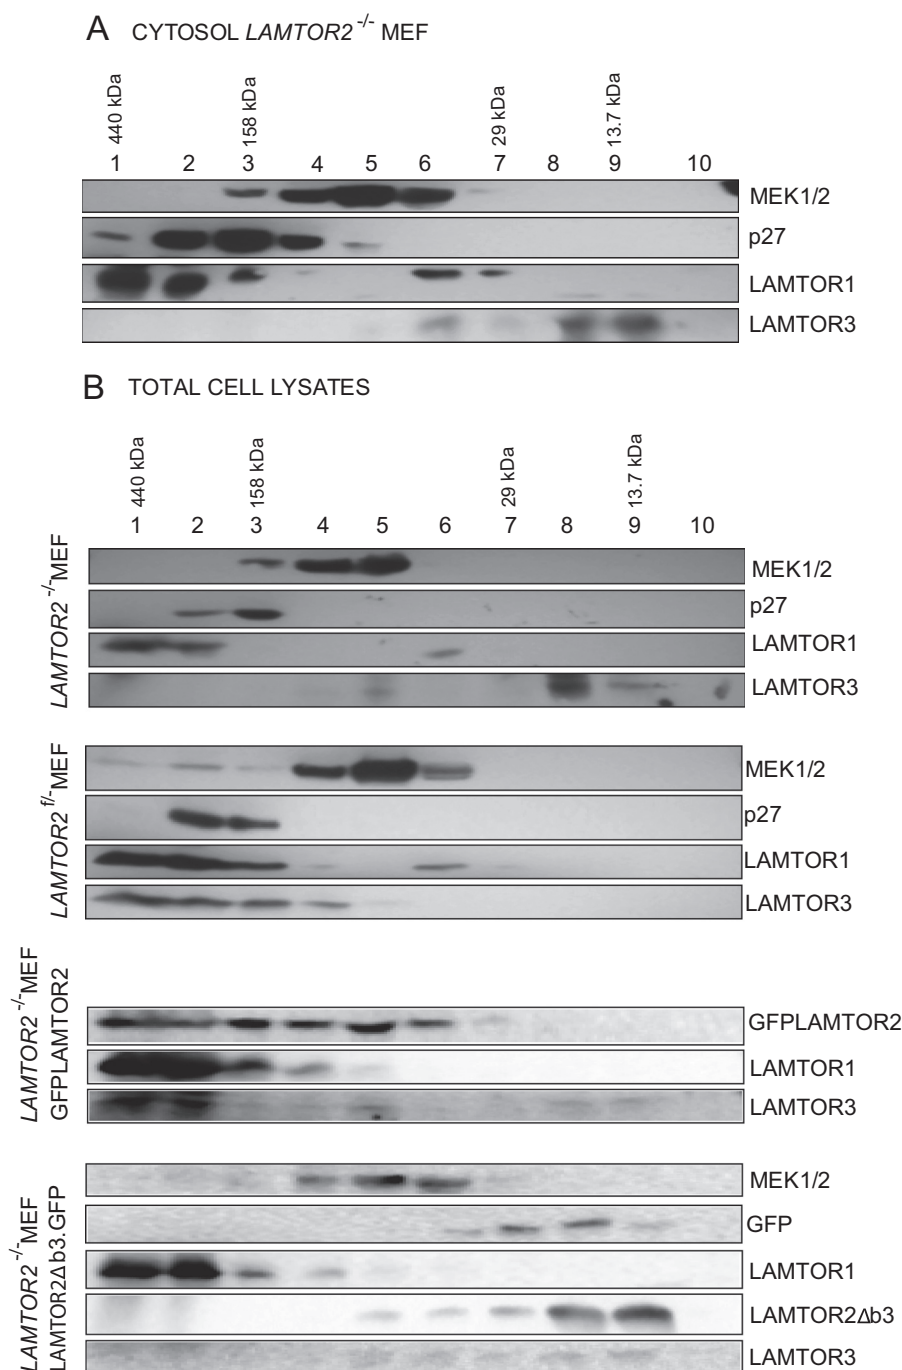 A CYTOSOL LAMTOR2 -/- MEF
440 kDa 158 kDa 29 kDa 13.7 kDa
1 2 3 4 5 6 7 8 9 10
MEK1/2
p27
LAMTOR1
LAMTOR3
B TOTAL CELL LYSATES
440 kDa 158 kDa 29 kDa 13.7 kDa
1 2 3 4 5 6 7 8 9 10
LAMTOR2 -/- MEF
MEK1/2
p27
LAMTOR1
LAMTOR3
LAMTOR2 f/- MEF
MEK1/2
p27
LAMTOR1
LAMTOR3
LAMTOR2 -/- MEF
GFPLAMTOR2
GFPLAMTOR2
LAMTOR1
LAMTOR3
LAMTOR2 -/- MEF
LAMTOR2Δb3.GFP
MEK1/2
GFP
LAMTOR1
LAMTOR2Δb3
LAMTOR3